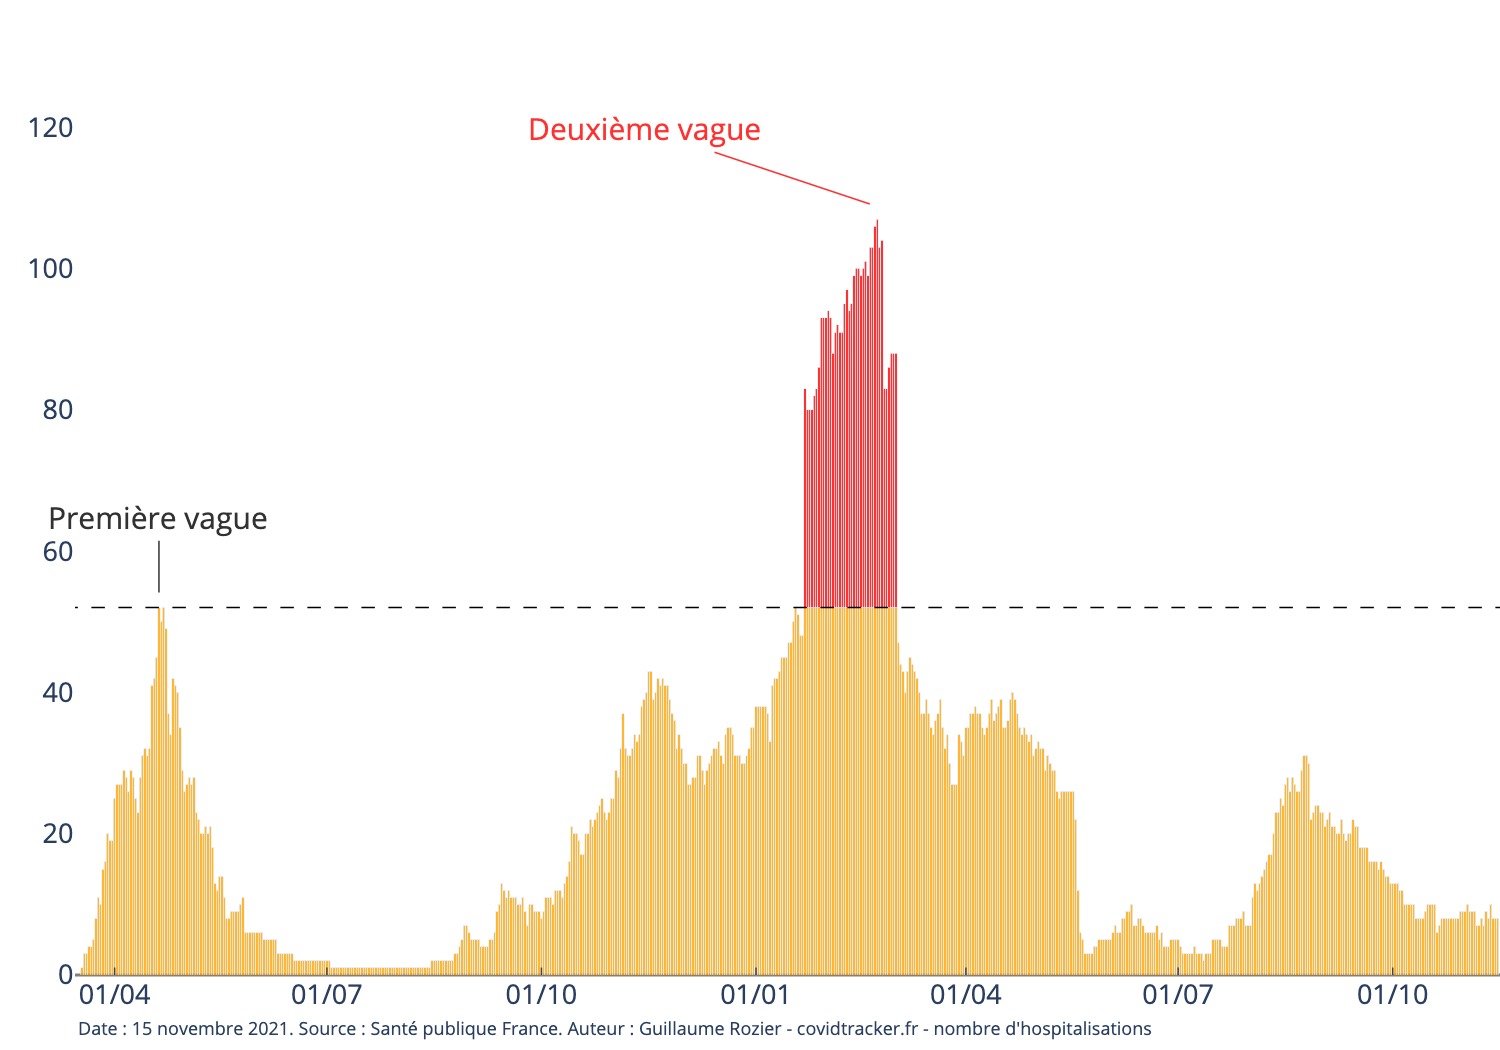 120
Deuxième vague
100
80
Première vague
60
40
20
0
01/04 01/07 01/10 01/01 01/04 01/07 01/10
Date : 15 novembre 2021. Source : Santé publique France. Auteur : Guillaume Rozier - covidtracker.fr - nombre d'hospitalisations